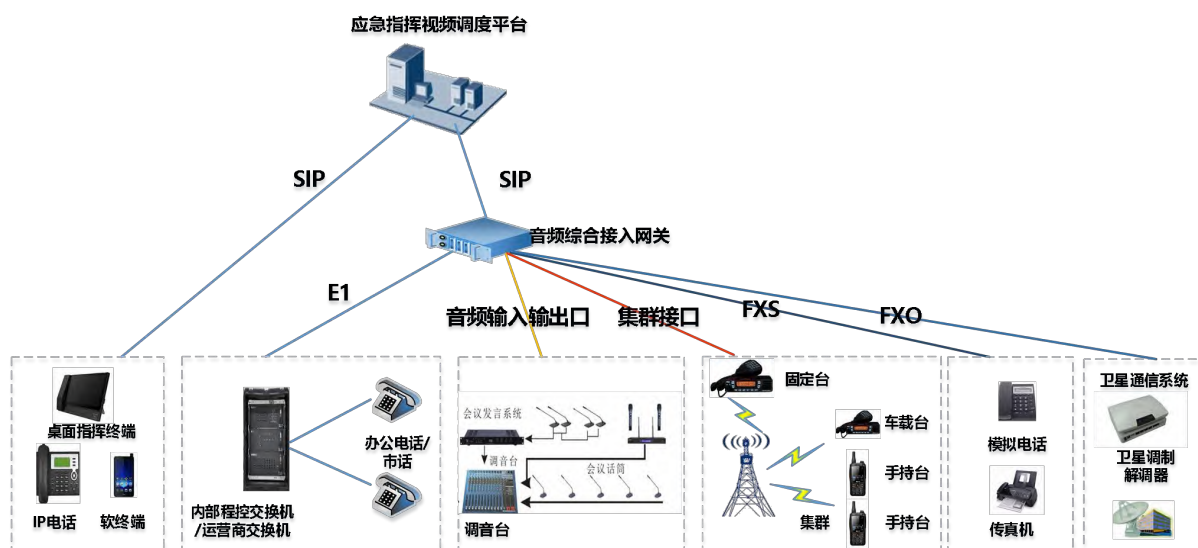 应急指挥视频调度平台
SIP
SIP
音频综合接入网关
E1
音频输入输出口
集群接口
FXS
FXO
桌面指挥终端
IP电话
软终端
办公电话/
市话
内部程控交换机
/运营商交换机
会议发言系统
调音台
会议话筒
调音台
固定台
车载台
手持台
集群
手持台
模拟电话
传真机
卫星通信系统
卫星调制
解调器